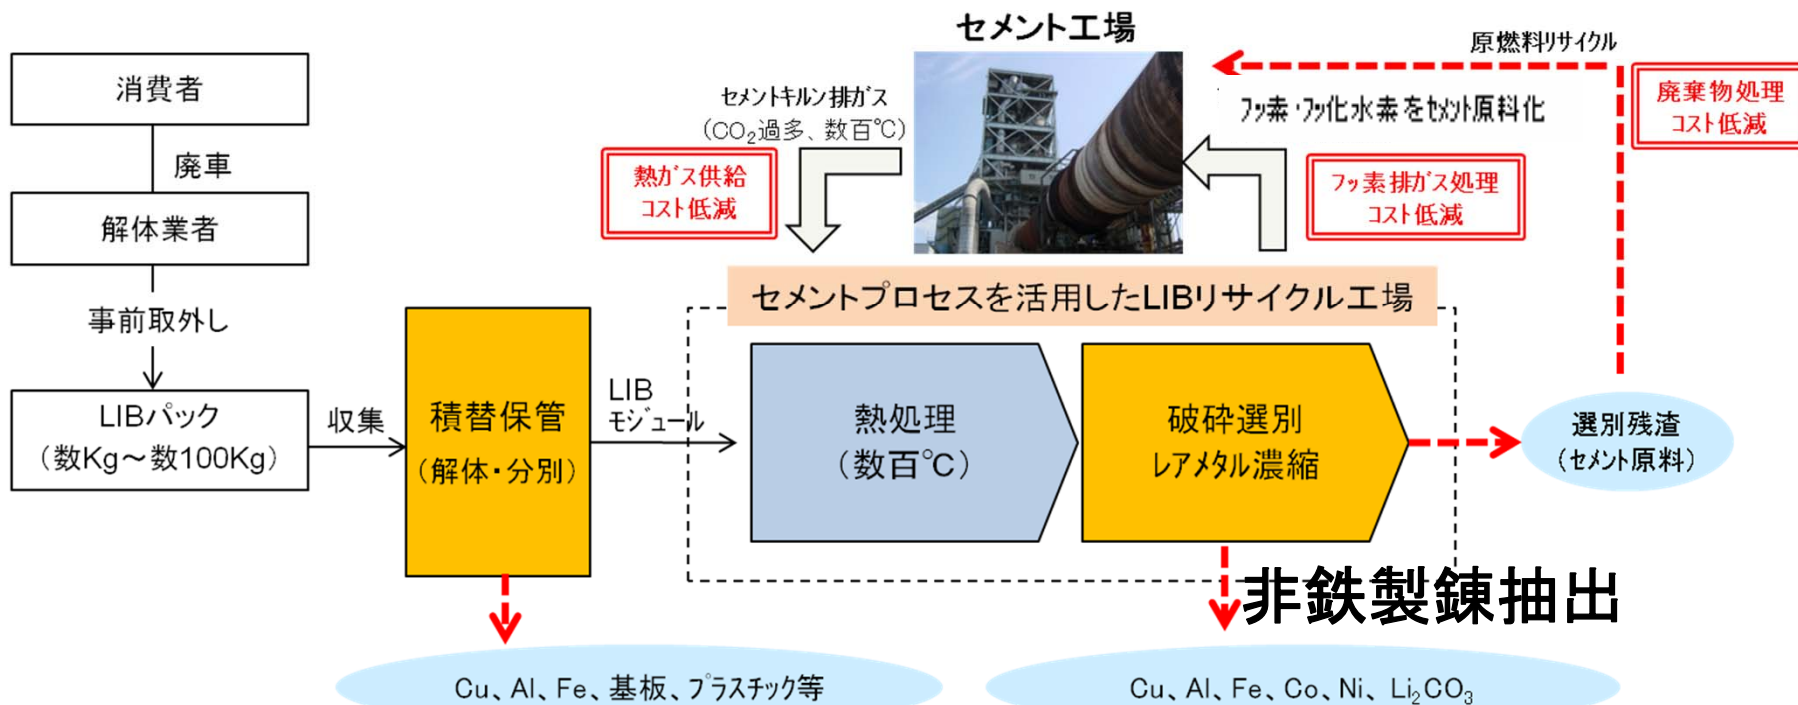 セメント工場
原燃料リサイクル
消費者
セメントキルン排ガス
(CO₂過多、数百℃)
フッ素・フッ化水素をセメント原料化
廃棄物処理
コスト低減
廃車
熱ガス供給
コスト低減
フッ素排ガス処理
コスト低減
解体業者
セメントプロセスを活用したLIBリサイクル工場
事前取外し
LIBパック
(数Kg～数100Kg)
収集
積替保管
(解体・分別)
LIB
モジュール
熱処理
(数百℃)
破砕選別
レアメタル濃縮
選別残渣
(セメント原料)
非鉄製錬抽出
Cu、Al、Fe、基板、プラスチック等
Cu、Al、Fe、Co、Ni、Li₂CO₃